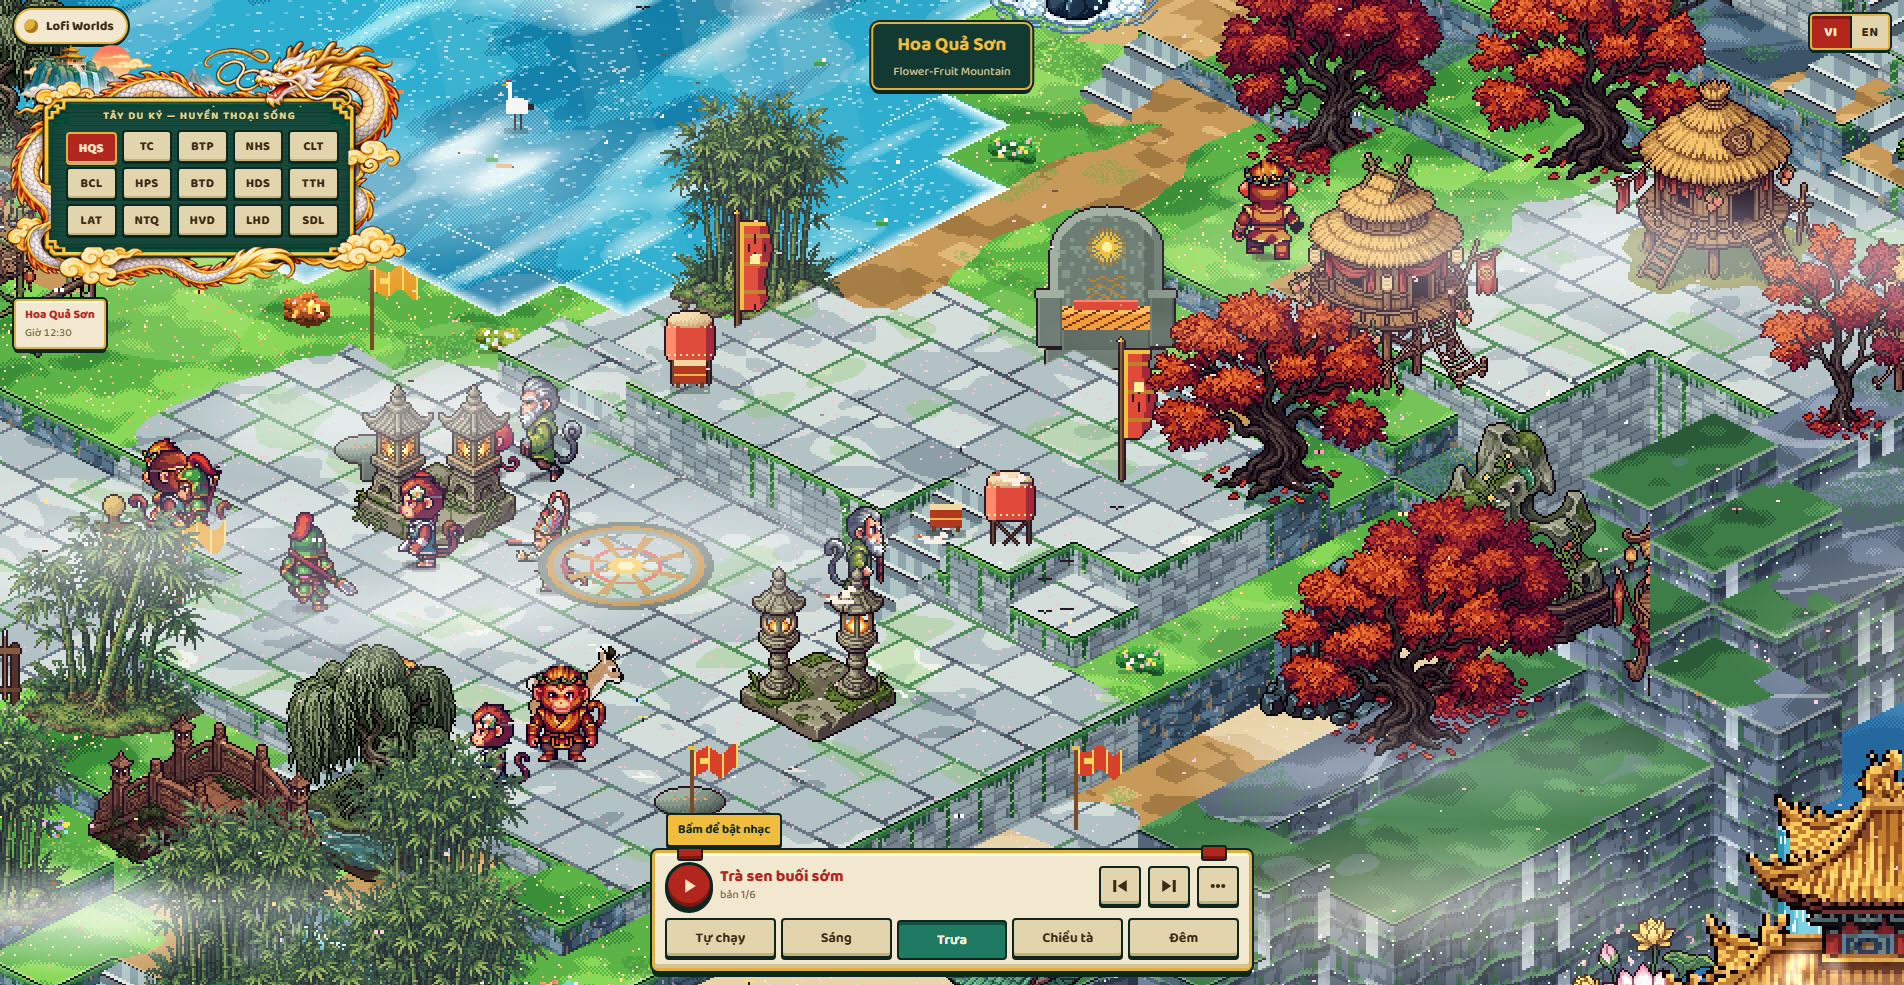 Lofi Worlds
Hoa Quả Sơn
Flower-Fruit Mountain
VI EN
TÂY DU KÝ — HUYỀN THOẠI SỐNG
HQS TC BTP NHS CLT
BCL HPS BTD HDS TTH
LAT NTQ HVD LHD SDL
Hoa Quả Sơn
Giờ 12:30
Bấm để bật nhạc
Trà sen buổi sớm
bản 1/6
Tự chạy Sáng Trưa Chiều tà Đêm